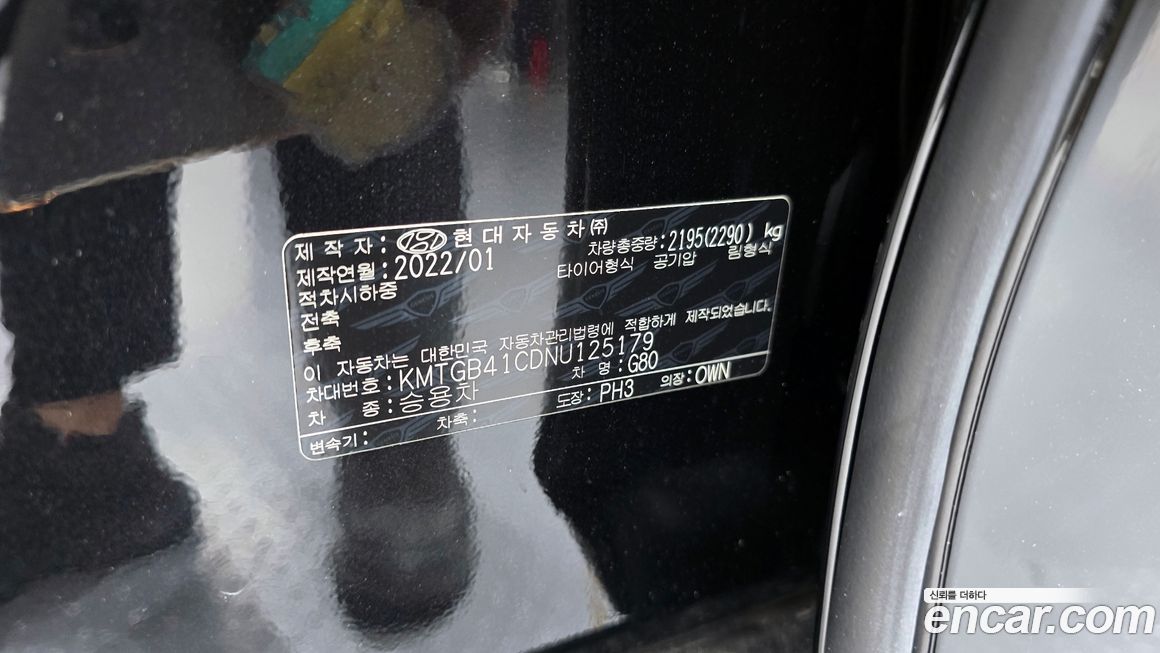 제 작 자 : 현 대 자 동 차 ㈜ 차량총중량 : 2195(2290) kg
제작연월 : 2022/01 타이어형식 공기압 림형식
적차시하중
전축
후축
이 자동차는 대한민국 자동차관리법령에 적합하게 제작되었습니다.
차대번호 : KMTGB41CDNU125179 차 명 : G80
차 종 : 승용차 도장 : PH3 의장 : OWN
변속기 : 차축 :
신뢰를 더하다
encar.com